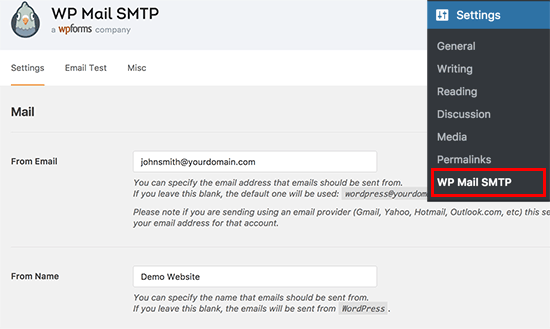 WP Mail SMTP
a wpforms company
Settings Email Test Misc
Mail
From Email
johnsmith@yourdomain.com
You can specify the email address that emails should be sent from.
If you leave this blank, the default one will be used: wordpress@yourdom
Please note if you are sending using an email provider (Gmail, Yahoo, Hotmail, Outlook.com, etc) this se
your email address for that account.
From Name
Demo Website
You can specify the name that emails should be sent from.
If you leave this blank, the emails will be sent from WordPress.
Settings
General
Writing
Reading
Discussion
Media
Permalinks
WP Mail SMTP